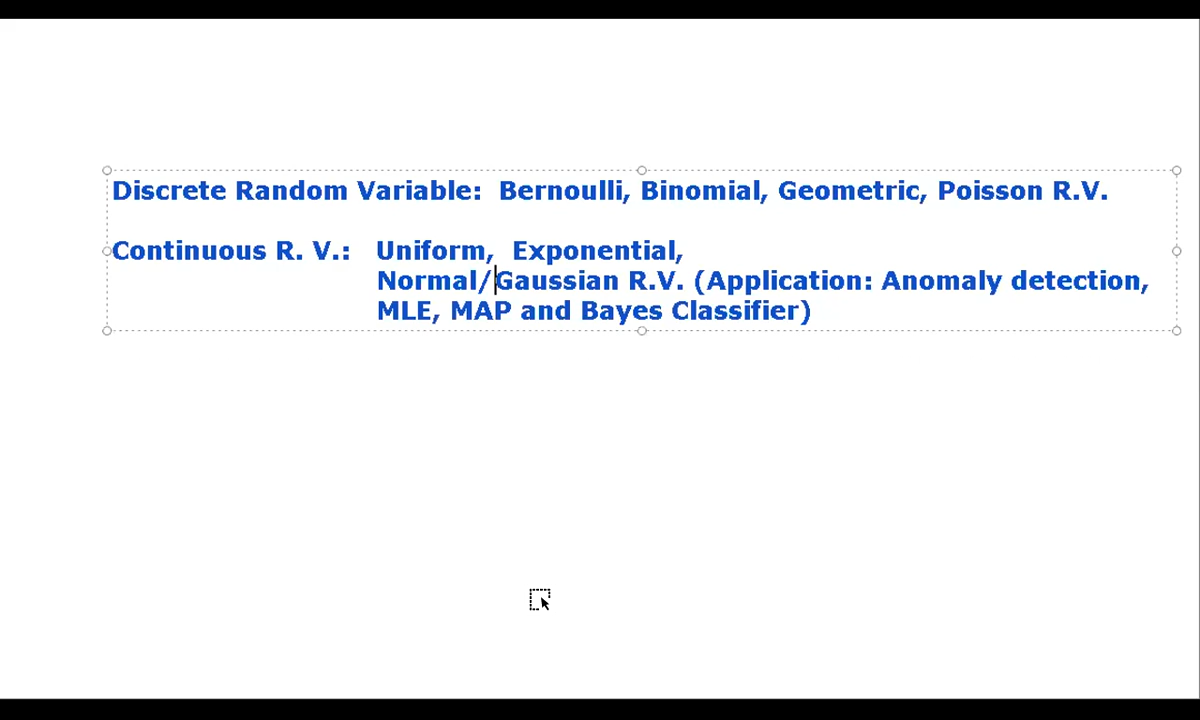 Discrete Random Variable: Bernoulli, Binomial, Geometric, Poisson R.V.
Continuous R. V.: Uniform, Exponential,
Normal/Gaussian R.V. (Application: Anomaly detection,
MLE, MAP and Bayes Classifier)